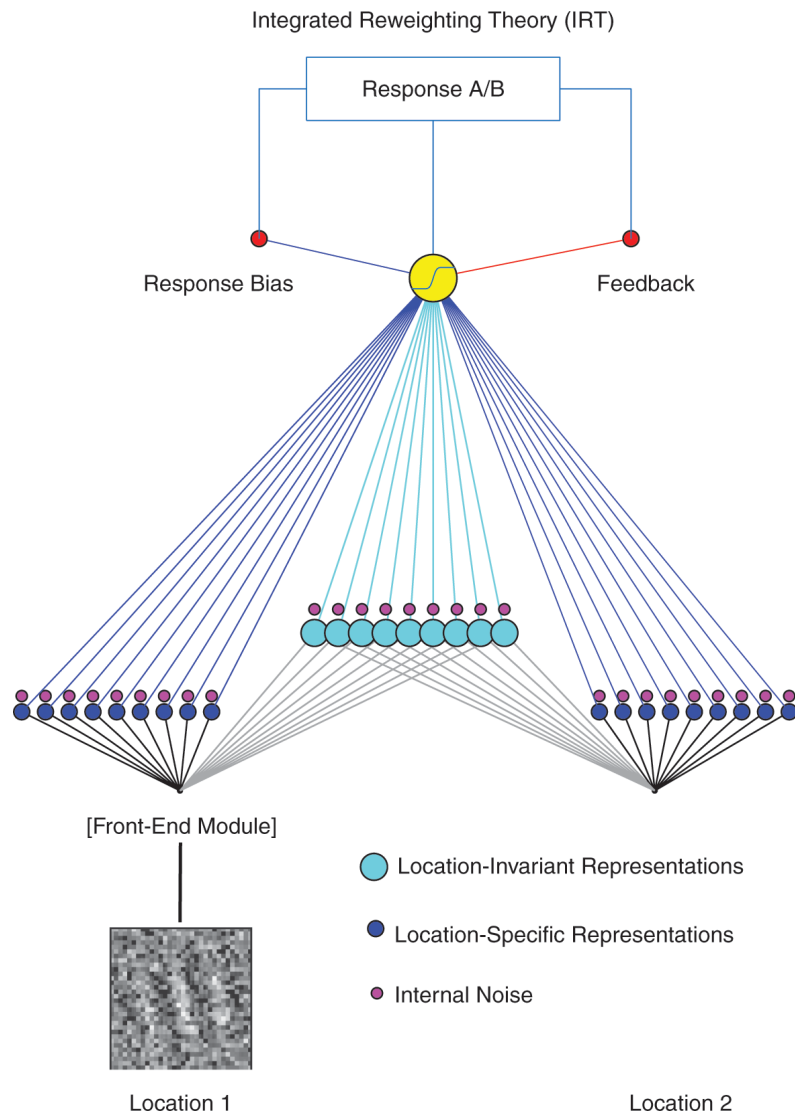 Integrated Reweighting Theory (IRT)
Response A/B
Response Bias
Feedback
[Front-End Module]
Location-Invariant Representations
Location-Specific Representations
Internal Noise
Location 1
Location 2